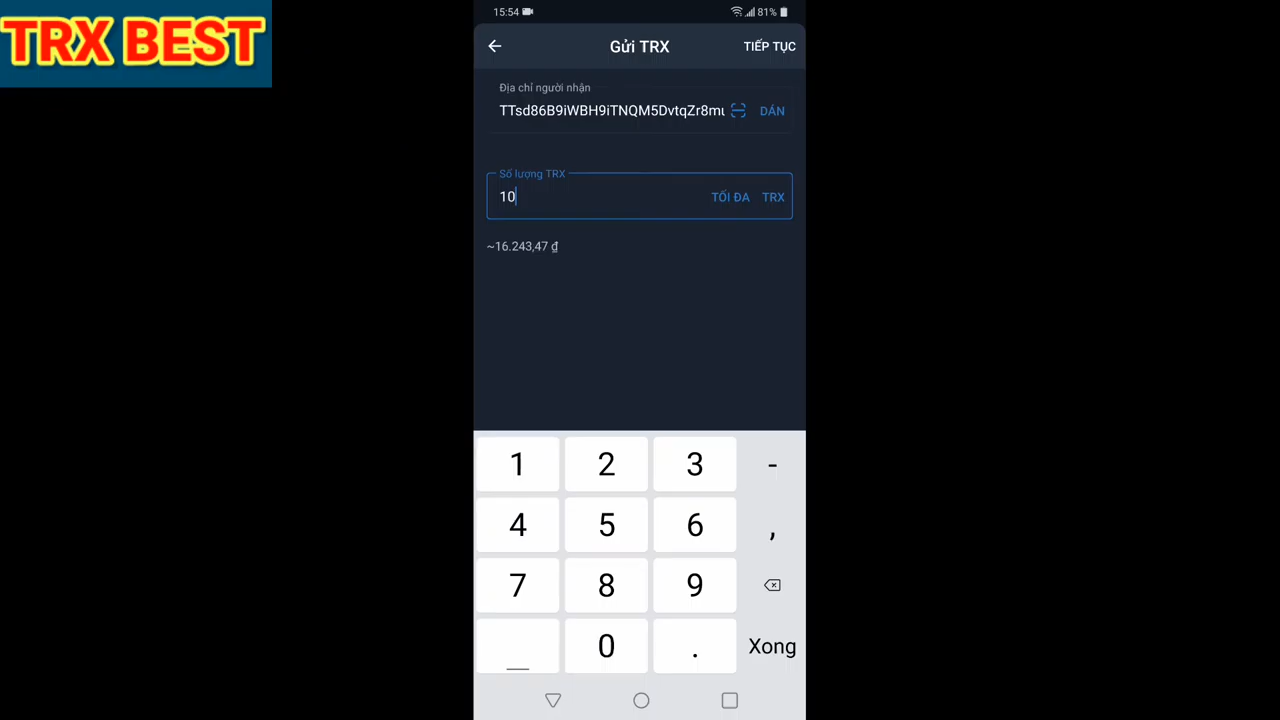 TRX BEST
15:54 81%
Gửi TRX TIẾP TỤC
Địa chỉ người nhận
TTsd86B9iWBH9iTNQM5DvtqZr8mu DÁN
Số lượng TRX
10 TỐI ĐA TRX
~16.243,47 ₫
1 2 3 -
4 5 6 ,
7 8 9
0 . Xong